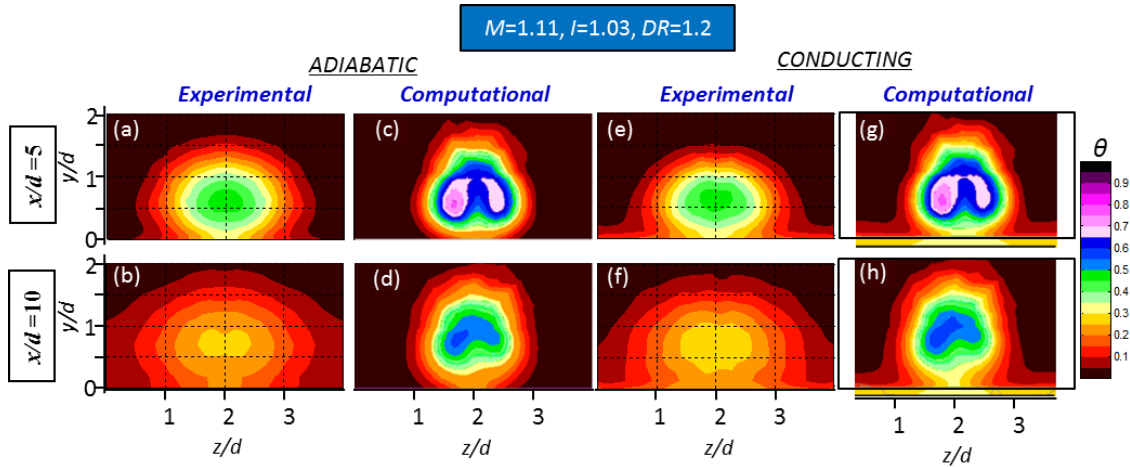 M=1.11, I=1.03, DR=1.2
ADIABATIC
CONDUCTING
Experimental
Computational
Experimental
Computational
x/d=5
y/d
2
1
0
(a)
(c)
(e)
(g)
θ
0.9
0.8
0.7
0.6
0.5
0.4
0.3
0.2
0.1
x/d=10
y/d
2
1
0
(b)
(d)
(f)
(h)
1 2 3
1 2 3
1 2 3
1 2 3
z/d
z/d
z/d
z/d